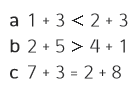 a 1 + 3 < 2 + 3
b 2 + 5 > 4 + 1
c 7 + 3 = 2 + 8